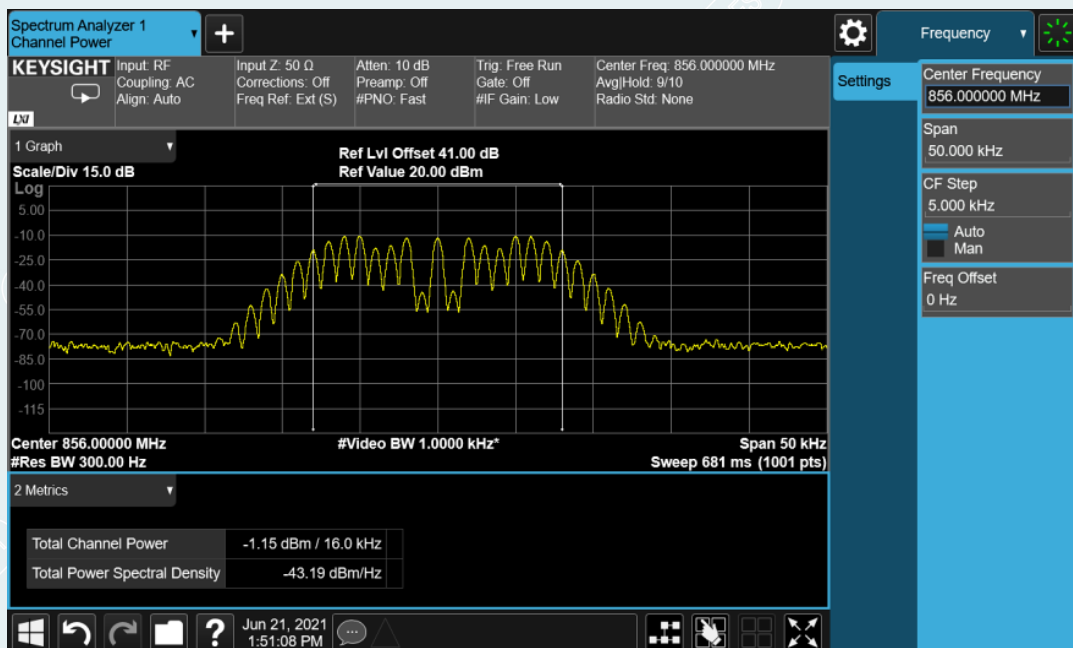 Spectrum Analyzer 1
Channel Power
+
Frequency
KEYSIGHT
LXI
Input: RF
Coupling: AC
Align: Auto
Input Z: 50 Ω
Corrections: Off
Freq Ref: Ext (S)
Atten: 10 dB
Preamp: Off
#PNO: Fast
Trig: Free Run
Gate: Off
#IF Gain: Low
Center Freq: 856.000000 MHz
Avg|Hold: 9/10
Radio Std: None
Settings
Center Frequency
856.000000 MHz
Span
50.000 kHz
CF Step
5.000 kHz
Auto
Man
Freq Offset
0 Hz
1 Graph
Scale/Div 15.0 dB
Ref Lvl Offset 41.00 dB
Ref Value 20.00 dBm
Log
5.00
-10.0
-25.0
-40.0
-55.0
-70.0
-85.0
-100
-115
Center 856.00000 MHz
#Video BW 1.0000 kHz*
Span 50 kHz
#Res BW 300.00 Hz
Sweep 681 ms (1001 pts)
2 Metrics
Total Channel Power -1.15 dBm / 16.0 kHz
Total Power Spectral Density -43.19 dBm/Hz
?
Jun 21, 2021
1:51:08 PM